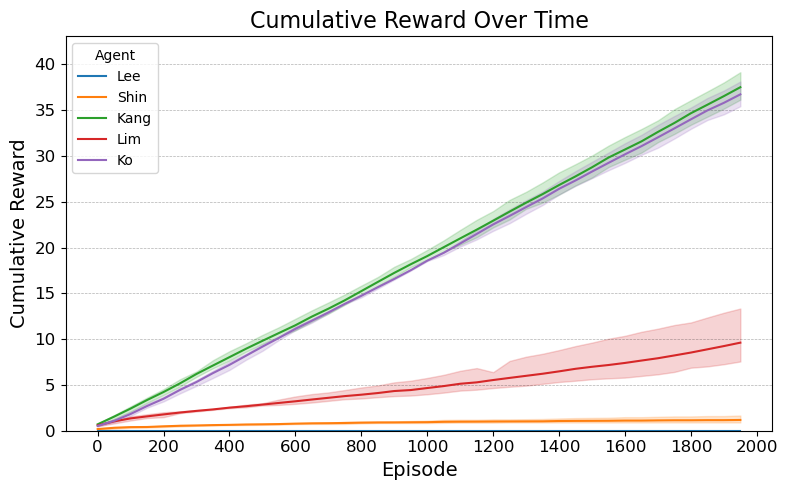 Cumulative Reward Over Time
Cumulative Reward
40
35
30
25
20
15
10
5
0
Agent
Lee
Shin
Kang
Lim
Ko
0 200 400 600 800 1000 1200 1400 1600 1800 2000
Episode